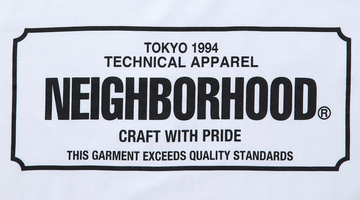 TOKYO 1994
TECHNICAL APPAREL
NEIGHBORHOOD®
CRAFT WITH PRIDE
THIS GARMENT EXCEEDS QUALITY STANDARDS